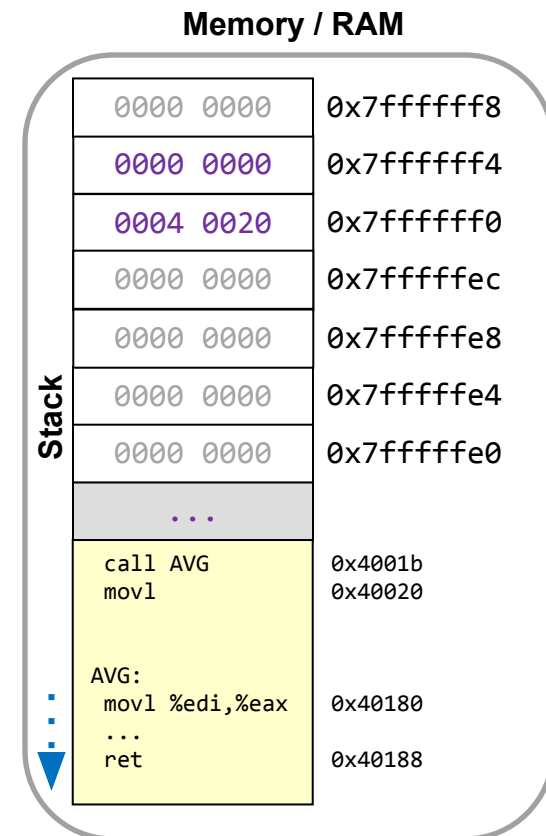 Memory / RAM
0000 0000 0x7ffffff8
0000 0000 0x7ffffff4
0004 0020 0x7ffffff0
0000 0000 0x7fffffec
0000 0000 0x7fffffe8
0000 0000 0x7fffffe4
0000 0000 0x7fffffe0
Stack
...
call AVG 0x4001b
movl 0x40020
AVG:
movl %edi,%eax 0x40180
...
ret 0x40188